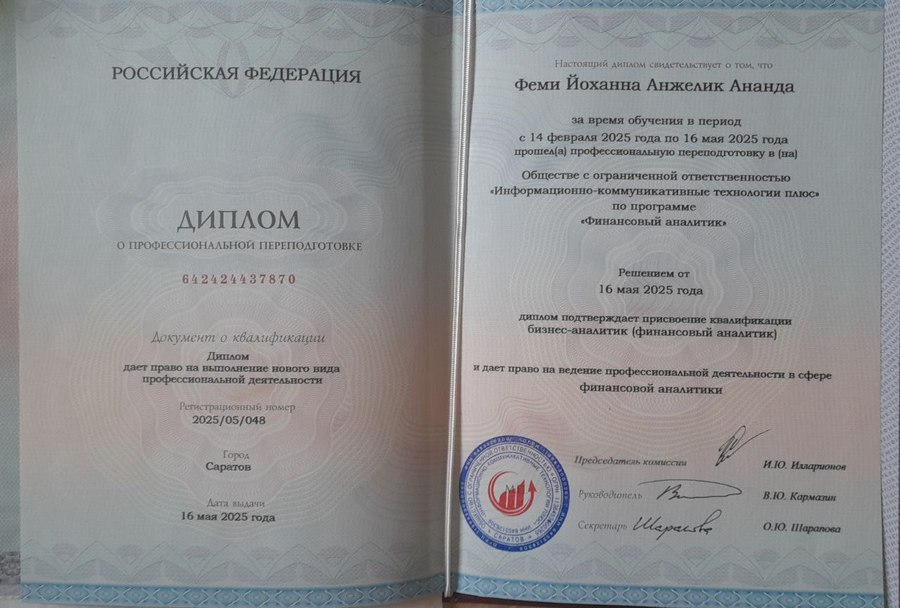 РОССИЙСКАЯ ФЕДЕРАЦИЯ
ДИПЛОМ
О ПРОФЕССИОНАЛЬНОЙ ПЕРЕПОДГОТОВКЕ
642424437870
Документ о квалификации
Диплом
дает право на выполнение нового вида
профессиональной деятельности
Регистрационный номер
2025/05/048
Город
Саратов
Дата выдачи
16 мая 2025 года
Настоящий диплом свидетельствует о том, что
Феми Йоханна Анжелик Ананда
за время обучения в период
с 14 февраля 2025 года по 16 мая 2025 года
прошел(а) профессиональную переподготовку в (на)
Обществе с ограниченной ответственностью
«Информационно-коммуникативные технологии плюс»
по программе
«Финансовый аналитик»
Решением от
16 мая 2025 года
диплом подтверждает присвоение квалификации
бизнес-аналитик (финансовый аналитик)
и дает право на ведение профессиональной деятельности в сфере
финансовой аналитики
Председатель комиссии
И.Ю. Илларионов
Руководитель
В.Ю. Кармазин
Секретарь
Шарапова
О.Ю. Шарапова
САРАТОВ